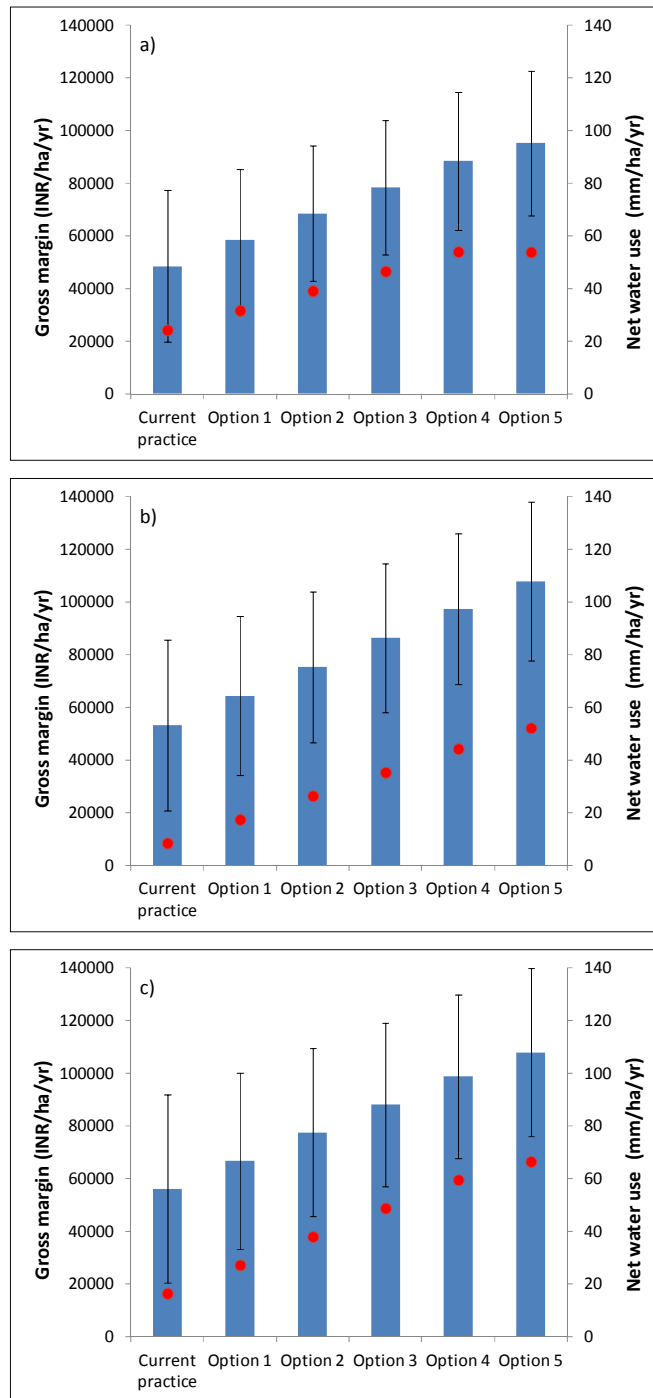 a)
Gross margin (INR/ha/yr)
140000
120000
100000
80000
60000
40000
20000
0
Net water use (mm/ha/yr)
140
120
100
80
60
40
20
0
Current practice
Option 1
Option 2
Option 3
Option 4
Option 5
b)
Gross margin (INR/ha/yr)
140000
120000
100000
80000
60000
40000
20000
0
Net water use (mm/ha/yr)
140
120
100
80
60
40
20
0
Current practice
Option 1
Option 2
Option 3
Option 4
Option 5
c)
Gross margin (INR/ha/yr)
140000
120000
100000
80000
60000
40000
20000
0
Net water use (mm/ha/yr)
140
120
100
80
60
40
20
0
Current practice
Option 1
Option 2
Option 3
Option 4
Option 5